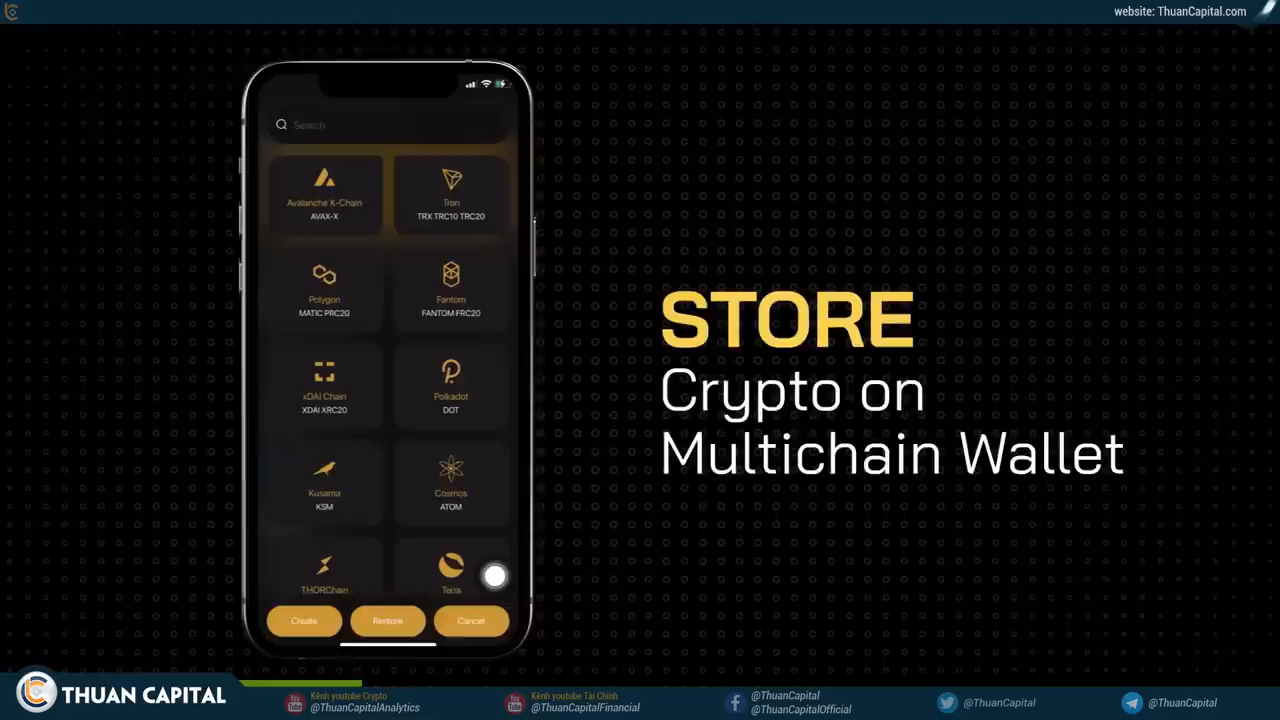 website: ThuanCapital.com
Search
Avalanche X-Chain
AVAX-X
Tron
TRX TRC10 TRC20
Polygon
MATIC PRC20
Fantom
FANTOM FRC20
xDAI Chain
XDAI XRC20
Polkadot
DOT
Kusama
KSM
Cosmos
ATOM
THORChain
Terra
Create
Restore
Cancel
STORE
Crypto on
Multichain Wallet
THUAN CAPITAL
Kênh youtube Crypto
@ThuanCapitalAnalytics
Kênh youtube Tài Chính
@ThuanCapitalFinancial
@ThuanCapital
@ThuanCapitalOfficial
@ThuanCapital
@ThuanCapital